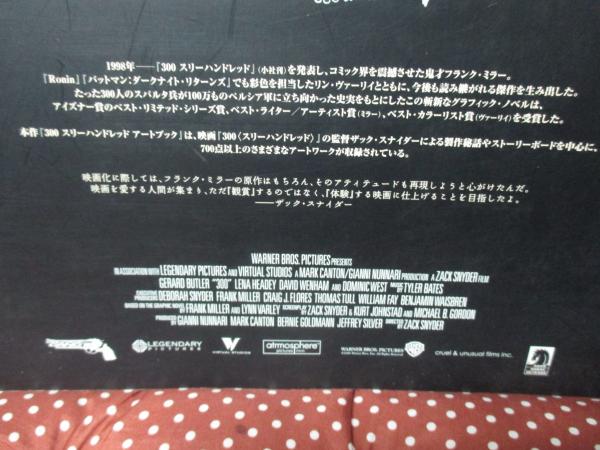 1998年──『300 スリーハンドレッド』(小社刊)を発表し、コミック界を震撼させた鬼才フランク・ミラー。
『Ronin』『バットマン:ダークナイト・リターンズ』でも彩色を担当したリン・ヴァーリイとともに、今後も読み継がれる傑作を生み出した。
たった300人のスパルタ兵が100万ものペルシア軍に立ち向かった史実をもとにしたこの斬新なグラフィック・ノベルは、
アイズナー賞のベスト・リミテッド・シリーズ賞、ベスト・ライター/アーティスト賞(ミラー)、ベスト・カラーリスト賞(ヴァーリイ)を受賞した。
本作『300 スリーハンドレッド アートブック』は、映画『300〈スリーハンドレッド〉』の監督ザック・スナイダーによる製作秘話やストーリーボードを中心に、
700点以上のさまざまなアートワークが収録されている。
映画化に際しては、フランク・ミラーの原作はもちろん、そのアティテュードも再現しようと心がけたんだ。
映画を愛する人間が集まり、ただ『観賞』するのではなく、『体験』する映画に仕上げることを目指したよ。
──ザック・スナイダー
WARNER BROS. PICTURES PRESENTS
IN ASSOCIATION WITH LEGENDARY PICTURES AND VIRTUAL STUDIOS A MARK CANTON/GIANNI NUNNARI PRODUCTION A ZACK SNYDER FILM
GERARD BUTLER "300" LENA HEADEY DAVID WENHAM AND DOMINIC WEST MUSIC BY TYLER BATES
EXECUTIVE PRODUCERS DEBORAH SNYDER FRANK MILLER CRAIG J. FLORES THOMAS TULL WILLIAM FAY BENJAMIN WAISBREN
BASED ON THE GRAPHIC NOVEL BY FRANK MILLER AND LYNN VARLEY SCREENPLAY BY ZACK SNYDER & KURT JOHNSTAD AND MICHAEL B. GORDON
PRODUCED BY GIANNI NUNNARI MARK CANTON BERNIE GOLDMANN JEFFREY SILVER DIRECTED BY ZACK SNYDER
LEGENDARY PICTURES
VIRTUAL STUDIOS
atmosphere pictures
WARNER BROS. PICTURES
cruel & unusual films inc.